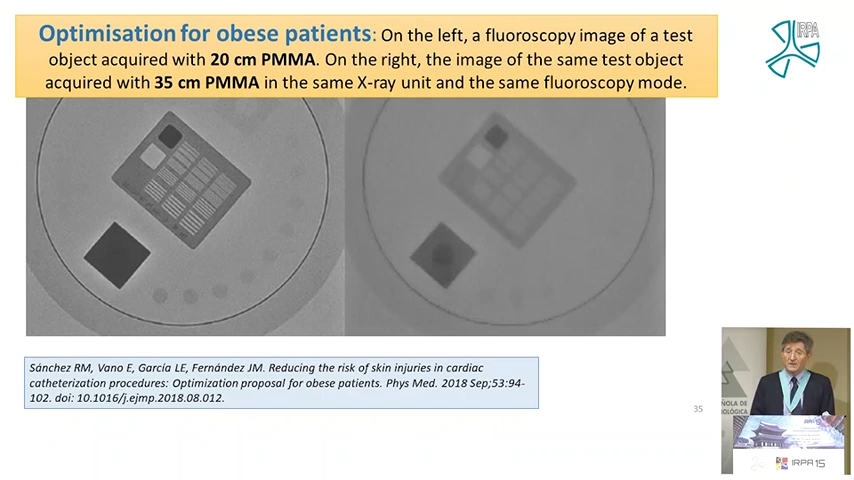 Optimisation for obese patients: On the left, a fluoroscopy image of a test
object acquired with 20 cm PMMA. On the right, the image of the same test object
acquired with 35 cm PMMA in the same X-ray unit and the same fluoroscopy mode.
IRPA
Sánchez RM, Vano E, García LE, Fernández JM. Reducing the risk of skin injuries in cardiac
catheterization procedures: Optimization proposal for obese patients. Phys Med. 2018 Sep;53:94-
102. doi: 10.1016/j.ejmp.2018.08.012.
35
ÑOLA DE
OLÓGICA
IRPA15